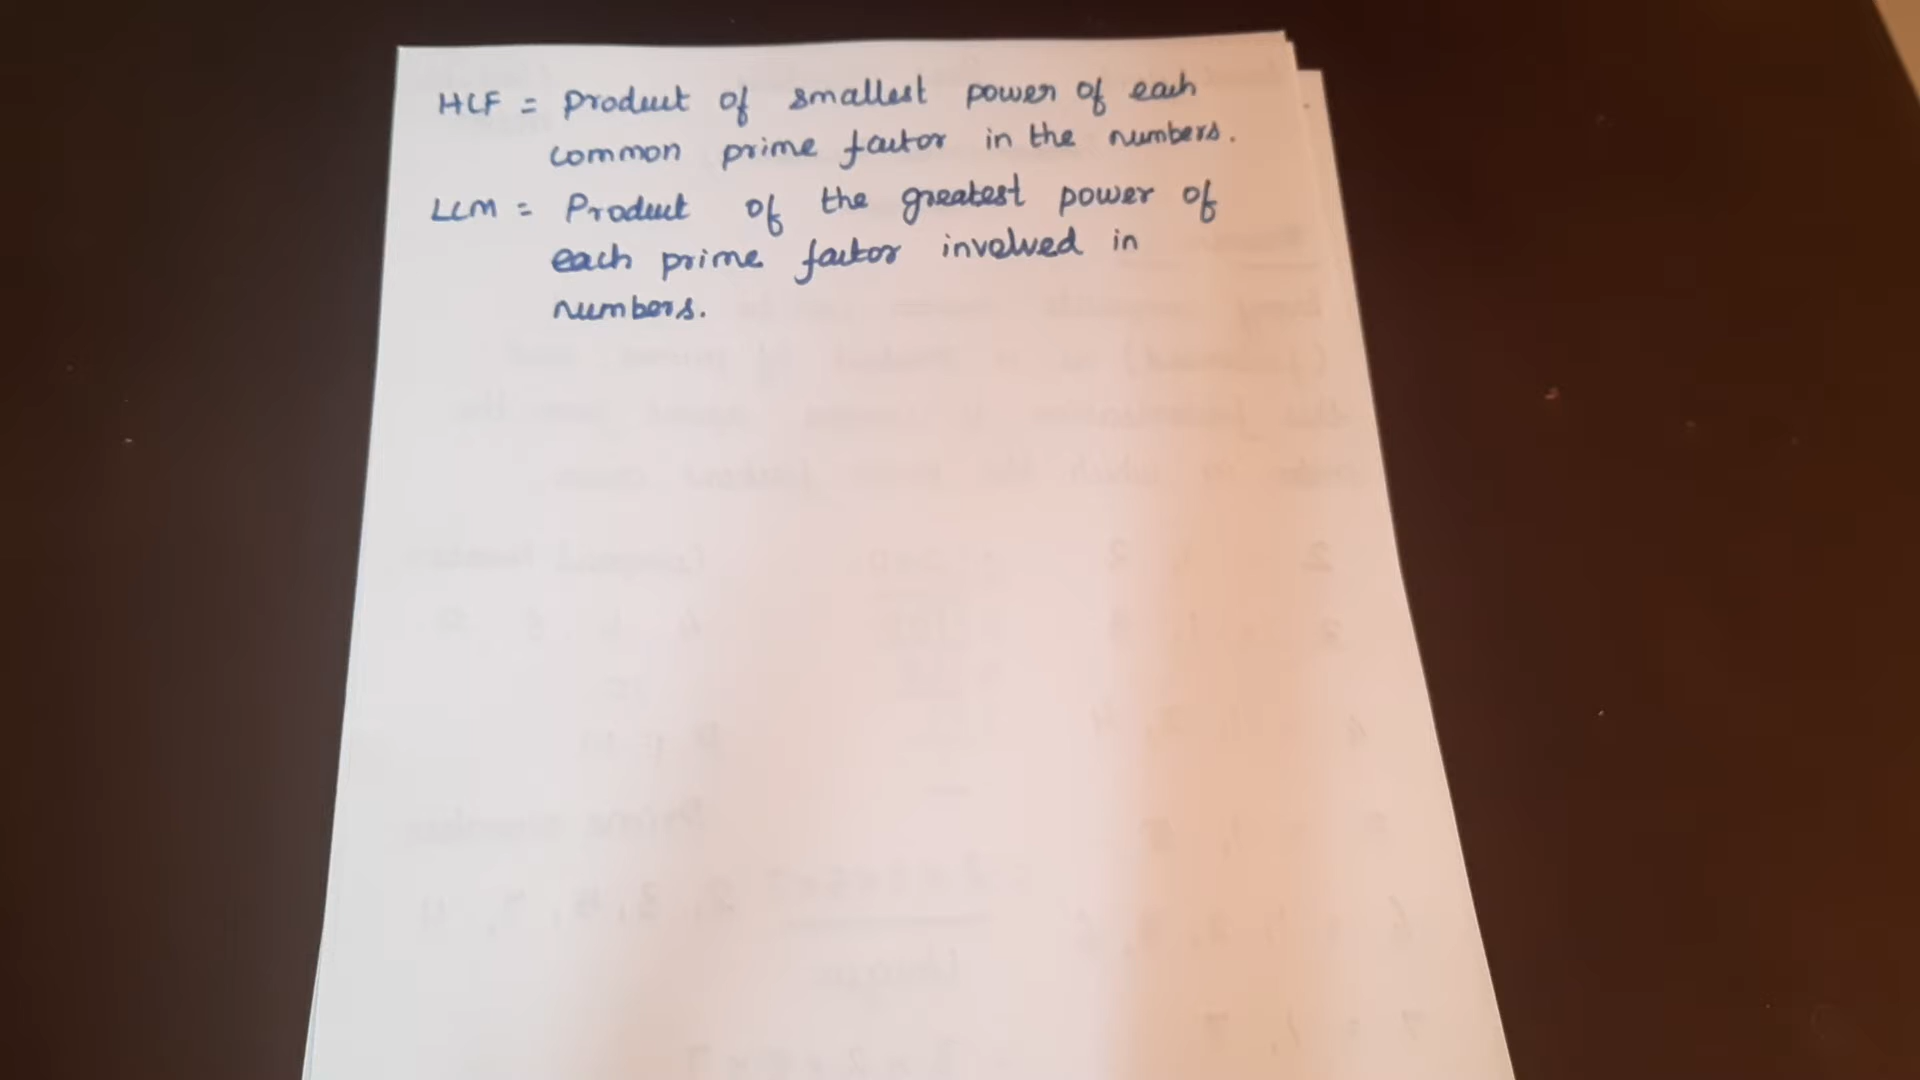 HCF = Product of smallest power of each
common prime factor in the numbers.
LCM = Product of the greatest power of
each prime factor involved in
numbers.